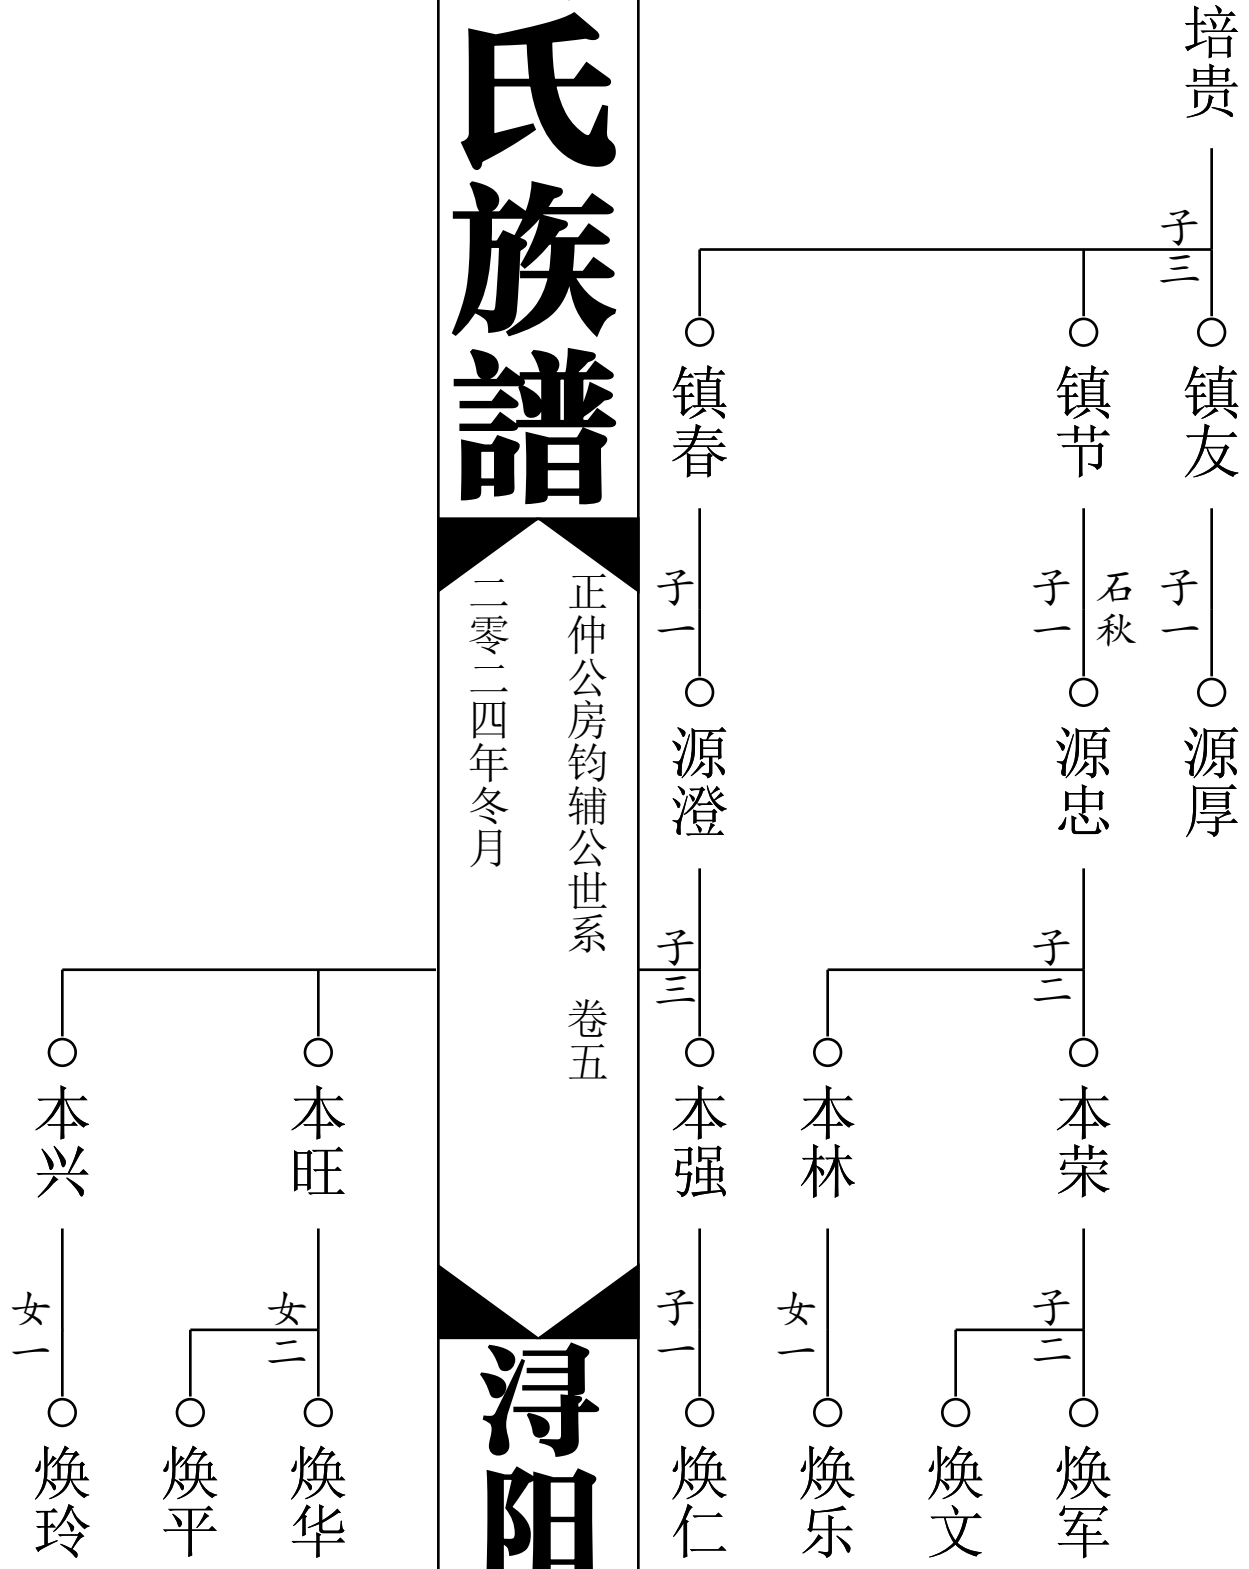 培贵
子三
镇友
镇节
镇春
子一
石秋
子一
子一
源厚
源忠
源澄
子二
子三
本荣
本林
本强
本旺
本兴
子二
女一
子一
女二
女一
焕军
焕文
焕乐
焕仁
焕华
焕平
焕玲
氏族譜
正仲公房钧辅公世系 卷五
二零二四年冬月
浔阳